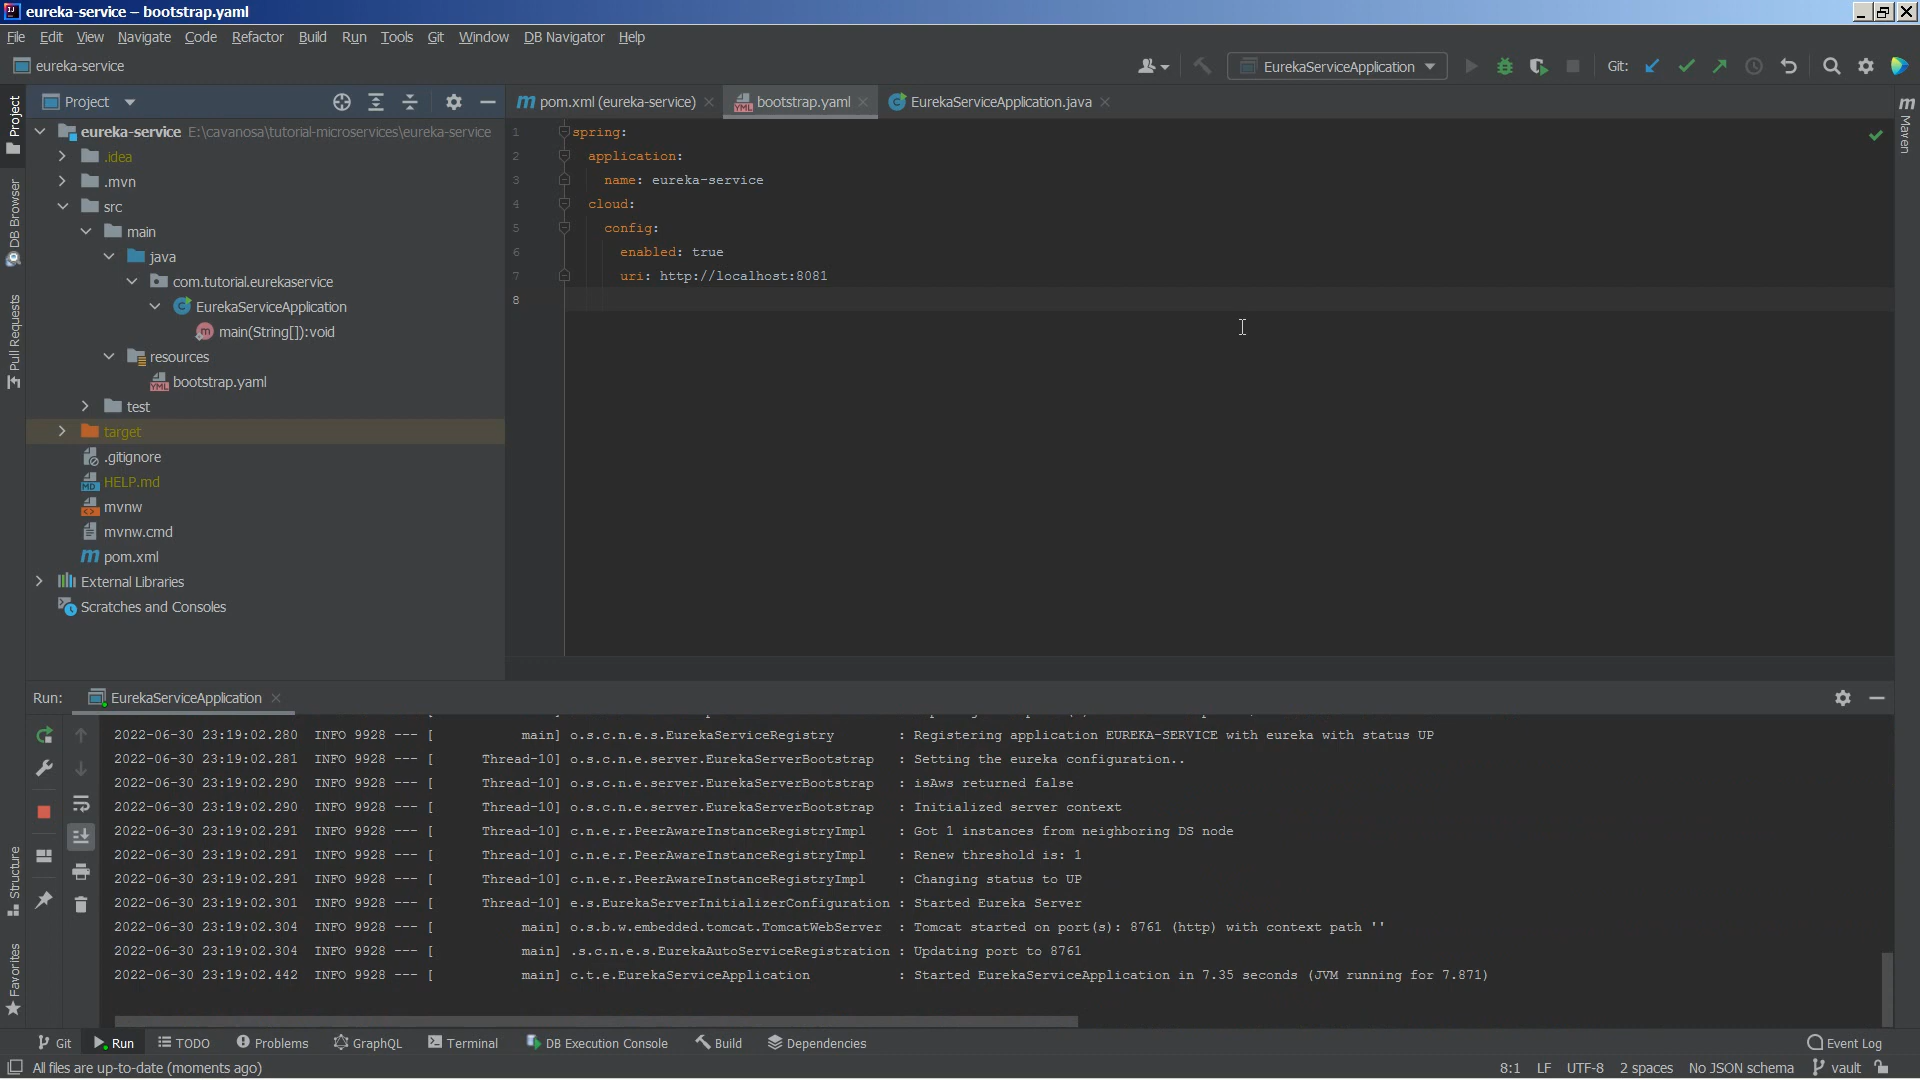 eureka-service – bootstrap.yaml
File Edit View Navigate Code Refactor Build Run Tools Git Window DB Navigator Help
eureka-service
EurekaServiceApplication
Git:
Project
pom.xml (eureka-service)
bootstrap.yaml
EurekaServiceApplication.java
Project
DB Browser
Pull Requests
Structure
Favorites
Maven
eureka-service E:\cavanosa\tutorial-microservices\eureka-service
.idea
.mvn
src
main
java
com.tutorial.eurekaservice
EurekaServiceApplication
main(String[]):void
resources
bootstrap.yaml
test
target
.gitignore
HELP.md
mvnw
mvnw.cmd
pom.xml
External Libraries
Scratches and Consoles
1 spring:
2 application:
3 name: eureka-service
4 cloud:
5 config:
6 enabled: true
7 uri: http://localhost:8081
8
Run: EurekaServiceApplication
2022-06-30 23:19:02.280 INFO 9928 --- [ main] o.s.c.n.e.s.EurekaServiceRegistry : Registering application EUREKA-SERVICE with eureka with status UP
2022-06-30 23:19:02.281 INFO 9928 --- [ Thread-10] o.s.c.n.e.server.EurekaServerBootstrap : Setting the eureka configuration..
2022-06-30 23:19:02.290 INFO 9928 --- [ Thread-10] o.s.c.n.e.server.EurekaServerBootstrap : isAws returned false
2022-06-30 23:19:02.290 INFO 9928 --- [ Thread-10] o.s.c.n.e.server.EurekaServerBootstrap : Initialized server context
2022-06-30 23:19:02.291 INFO 9928 --- [ Thread-10] c.n.e.r.PeerAwareInstanceRegistryImpl : Got 1 instances from neighboring DS node
2022-06-30 23:19:02.291 INFO 9928 --- [ Thread-10] c.n.e.r.PeerAwareInstanceRegistryImpl : Renew threshold is: 1
2022-06-30 23:19:02.291 INFO 9928 --- [ Thread-10] c.n.e.r.PeerAwareInstanceRegistryImpl : Changing status to UP
2022-06-30 23:19:02.301 INFO 9928 --- [ Thread-10] e.s.EurekaServerInitializerConfiguration : Started Eureka Server
2022-06-30 23:19:02.304 INFO 9928 --- [ main] o.s.b.w.embedded.tomcat.TomcatWebServer : Tomcat started on port(s): 8761 (http) with context path ''
2022-06-30 23:19:02.304 INFO 9928 --- [ main] .s.c.n.e.s.EurekaAutoServiceRegistration : Updating port to 8761
2022-06-30 23:19:02.442 INFO 9928 --- [ main] c.t.e.EurekaServiceApplication : Started EurekaServiceApplication in 7.35 seconds (JVM running for 7.871)
Git Run TODO Problems GraphQL Terminal DB Execution Console Build Dependencies Event Log
All files are up-to-date (moments ago) 8:1 LF UTF-8 2 spaces No JSON schema vault